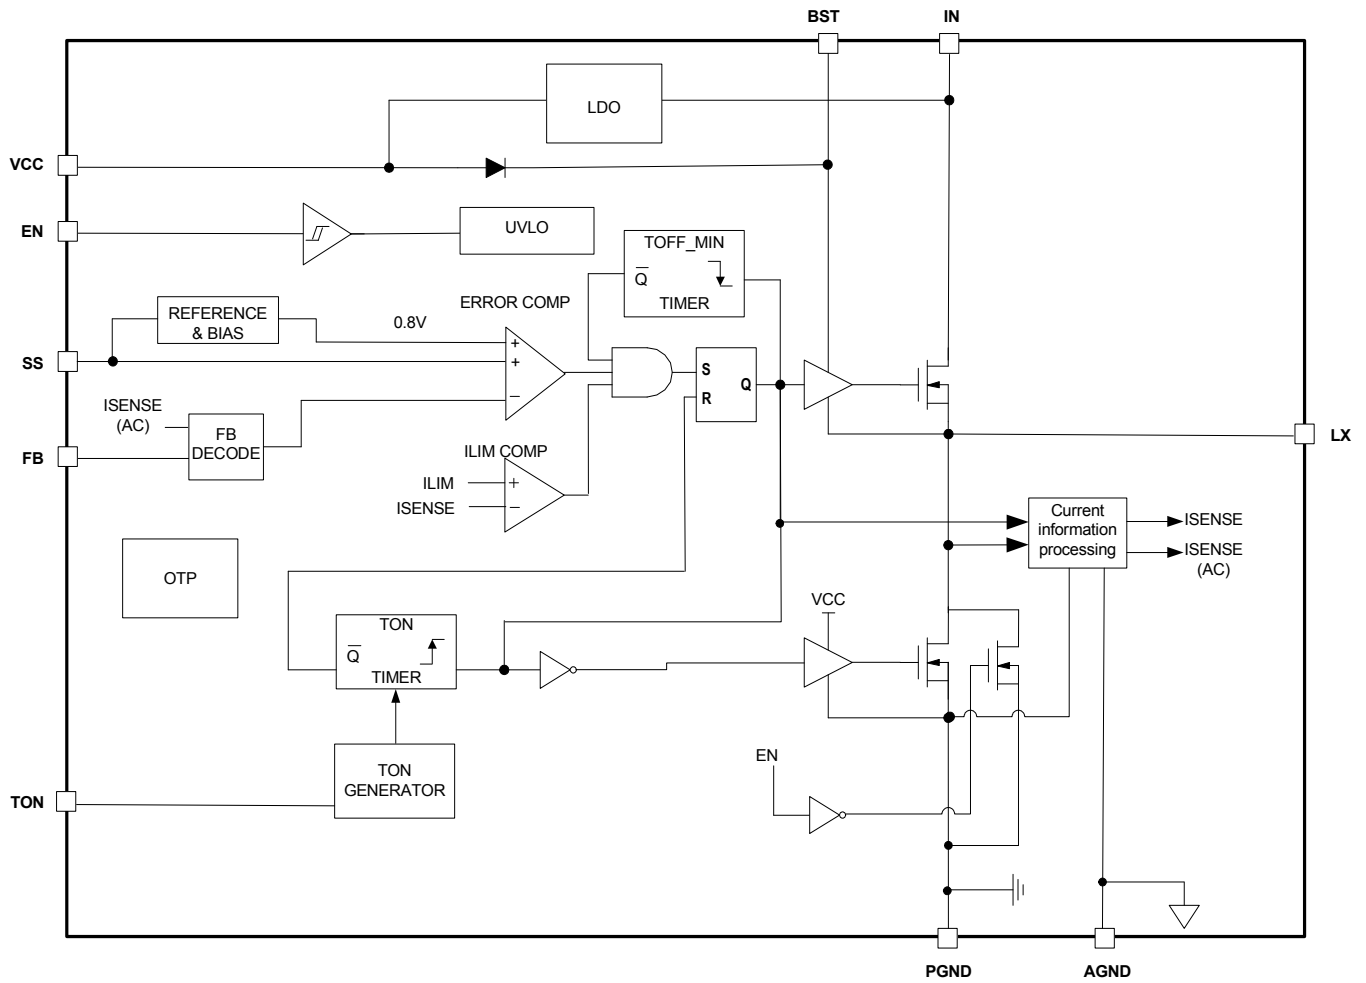 BST
IN
LDO
VCC
EN
UVLO
TOFF_MIN
Q
TIMER
ERROR COMP
REFERENCE
& BIAS
0.8V
SS
+
+
−
S
R
Q
ISENSE
(AC)
FB
DECODE
FB
LX
ILIM COMP
ILIM
ISENSE
+
−
Current
information
processing
ISENSE
ISENSE
(AC)
OTP
VCC
TON
Q
TIMER
EN
TON
GENERATOR
TON
PGND
AGND